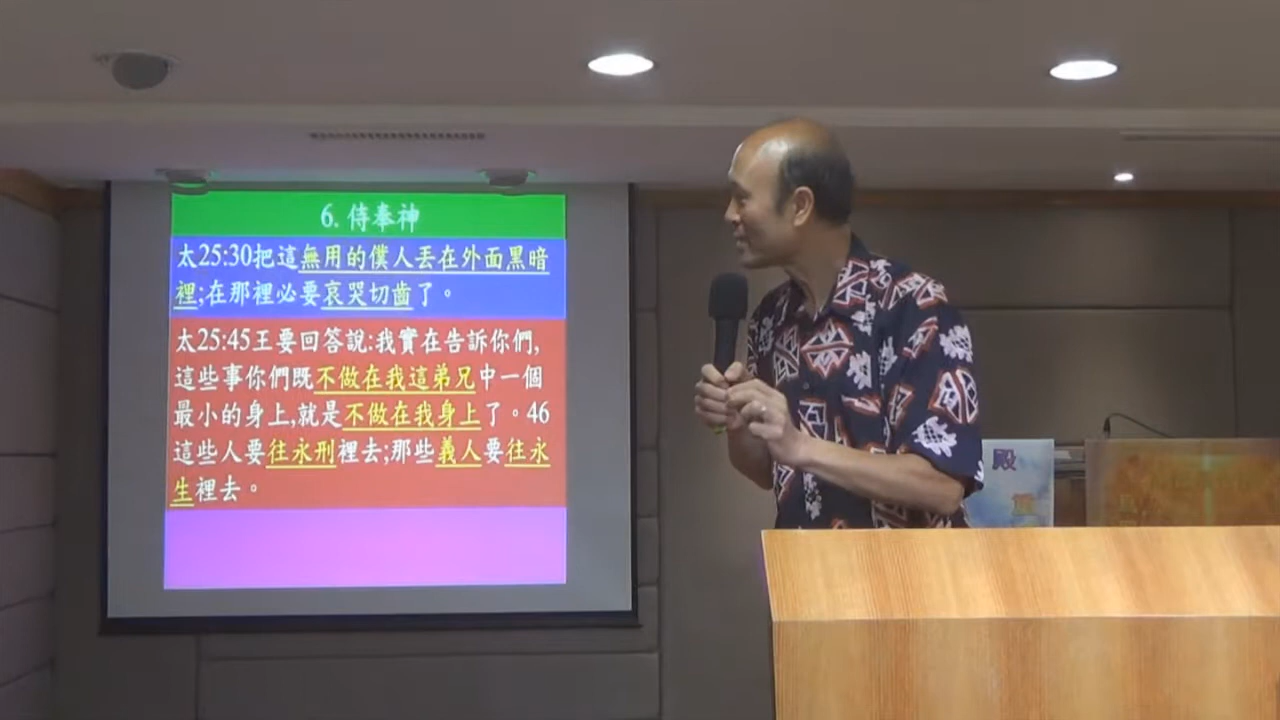 6. 侍奉神
太25:30把這無用的僕人丟在外面黑暗
裡;在那裡必要哀哭切齒了。
太25:45王要回答說:我實在告訴你們,
這些事你們既不做在我這弟兄中一個
最小的身上,就是不做在我身上了。46
這些人要往永刑裡去;那些義人要往永
生裡去。
殿